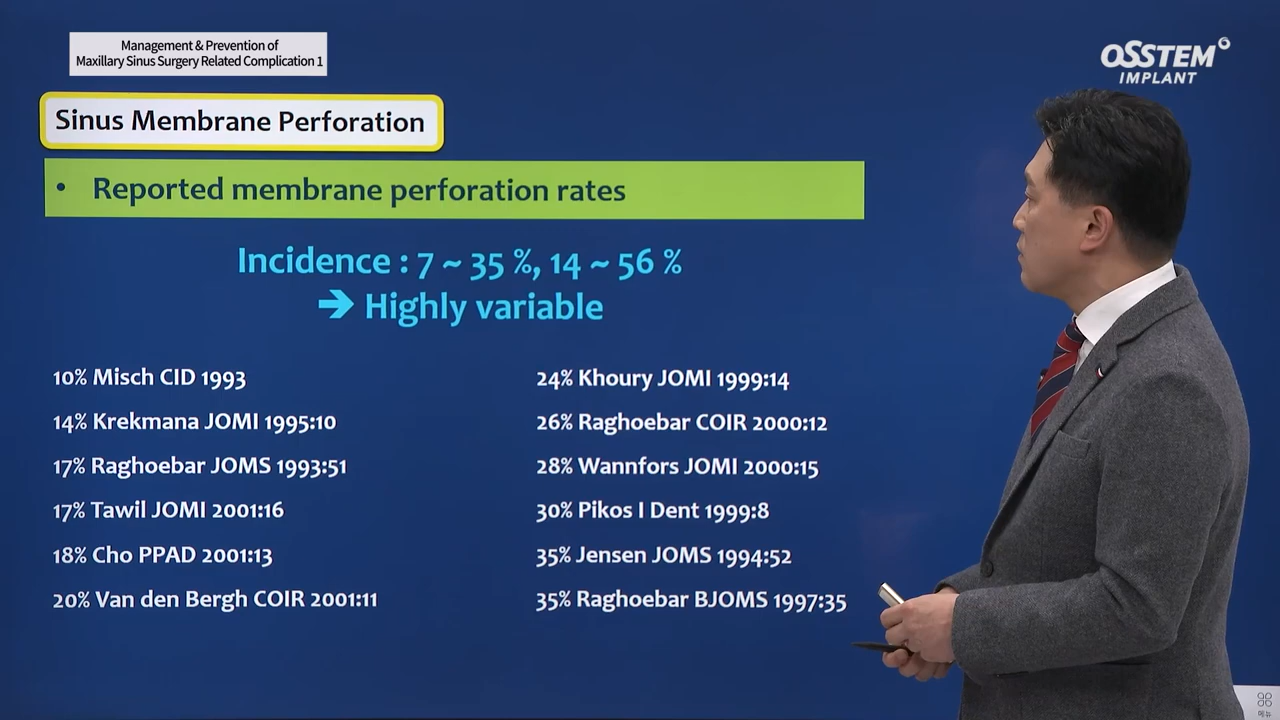 Management & Prevention of
Maxillary Sinus Surgery Related Complication 1
OSSTEM
IMPLANT
Sinus Membrane Perforation
• Reported membrane perforation rates
Incidence : 7 ~ 35 %, 14 ~ 56 %
➔ Highly variable
10% Misch CID 1993
14% Krekmana JOMI 1995:10
17% Raghoebar JOMS 1993:51
17% Tawil JOMI 2001:16
18% Cho PPAD 2001:13
20% Van den Bergh COIR 2001:11
24% Khoury JOMI 1999:14
26% Raghoebar COIR 2000:12
28% Wannfors JOMI 2000:15
30% Pikos I Dent 1999:8
35% Jensen JOMS 1994:52
35% Raghoebar BJOMS 1997:35
메뉴